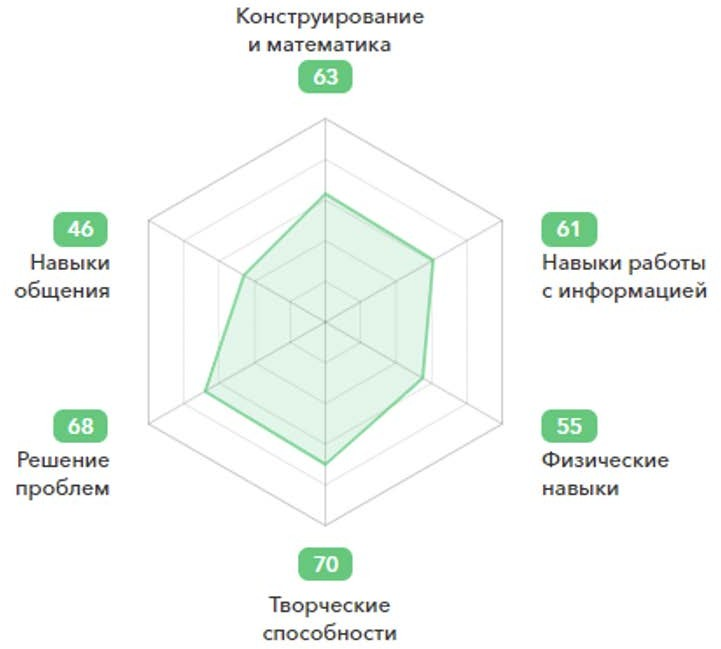 Конструирование
и математика
63
46
Навыки
общения
61
Навыки работы
с информацией
68
Решение
проблем
55
Физические
навыки
70
Творческие
способности